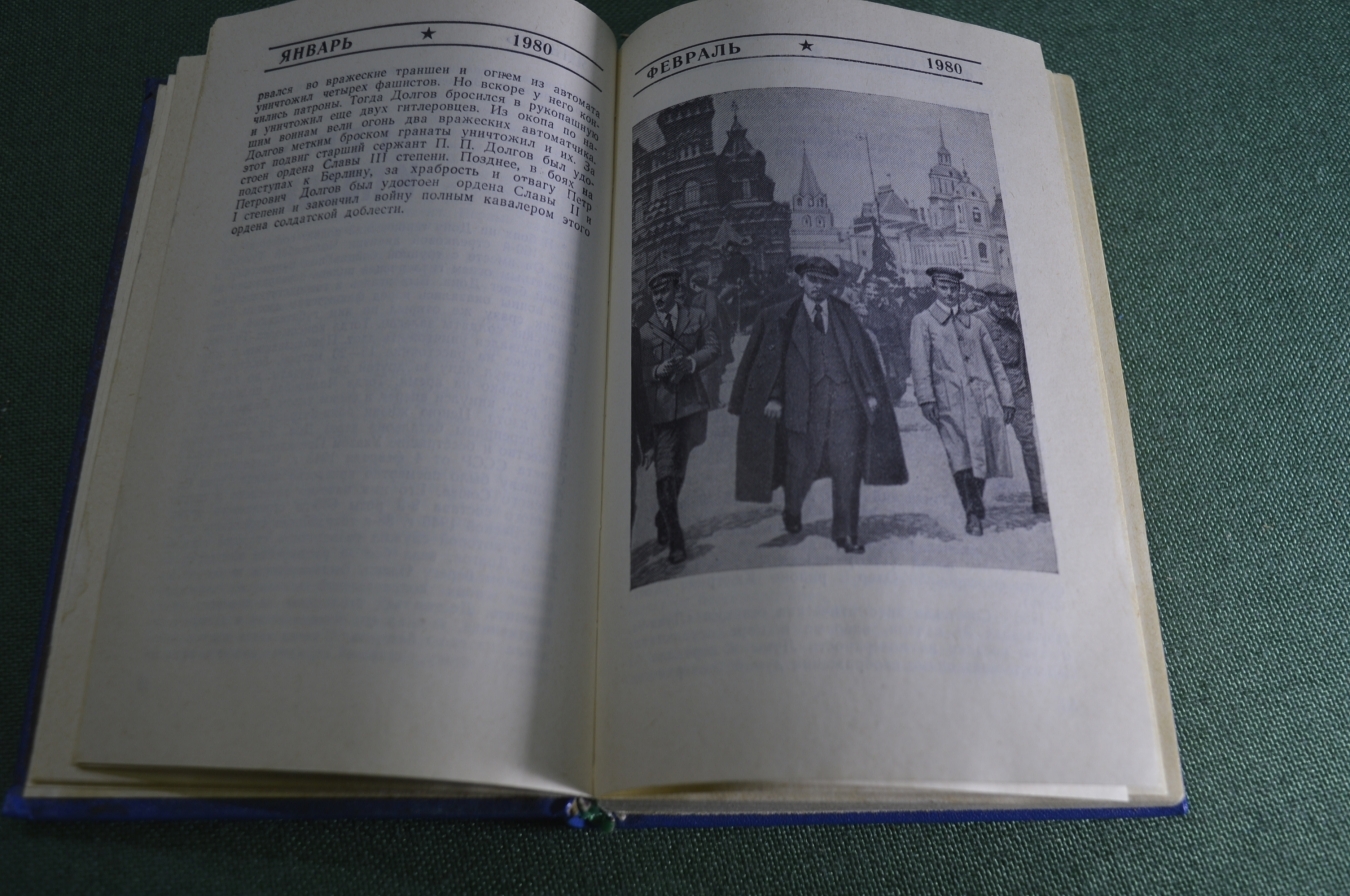 ЯНВАРЬ ★ 1980
рвался во вражеские траншеи и огнем из автомата
уничтожил четырех фашистов. Но вскоре у него кон-
чились патроны. Тогда Долгов бросился в рукопашную
и уничтожил еще двух гитлеровцев. Из окопа по на-
шим воинам вели огонь два вражеских автоматчика.
Долгов метким броском гранаты уничтожил и их. За
этот подвиг старший сержант П. П. Долгов был удо-
стоен ордена Славы III степени. Позднее, в боях на
подступах к Берлину, за храбрость и отвагу Петр
Петрович Долгов был удостоен ордена Славы II и
I степени и закончил войну полным кавалером этого
ордена солдатской доблести.
ФЕВРАЛЬ ★ 1980